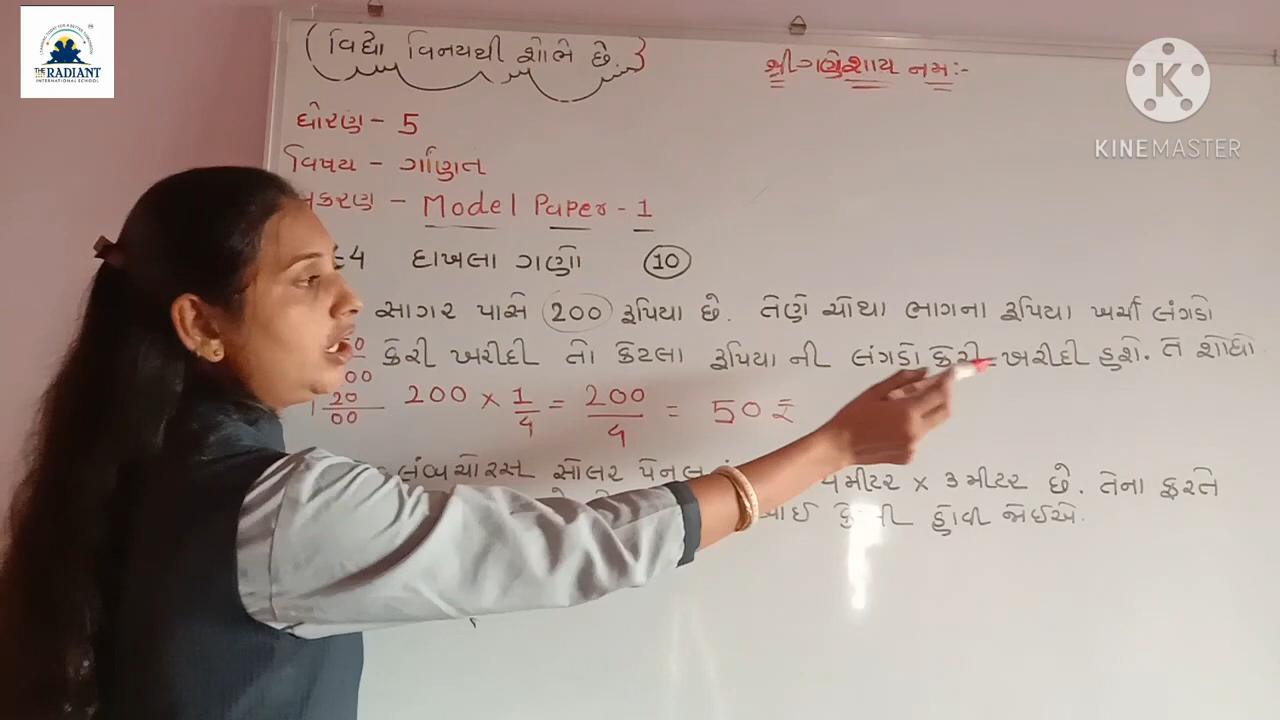 THE RADIANT
INTERNATIONAL SCHOOL
KINEMASTER
વિદ્યા વિનયથી શોભે છે.
શ્રી ગણેશાય નમઃ-
ધોરણ - 5
વિષય - ગણિત
પ્રકરણ - Model Paper - 1
દાખલા ગણો 10
સાગર પાસે 200 રૂપિયા છે. તેણે ચોથા ભાગના રૂપિયા ખર્ચી લંગડો
કેરી ખરીદી તો કેટલા રૂપિયા ની લંગડો કેરી ખરીદી હશે. તે શોધો
200 × 1/4 = 200/4 = 50 ₹
20
00
લંબચોરસ સોલર પેનલ મીટર × 3 મીટર છે. તેના ફરતે
હોવી જોઈએ.